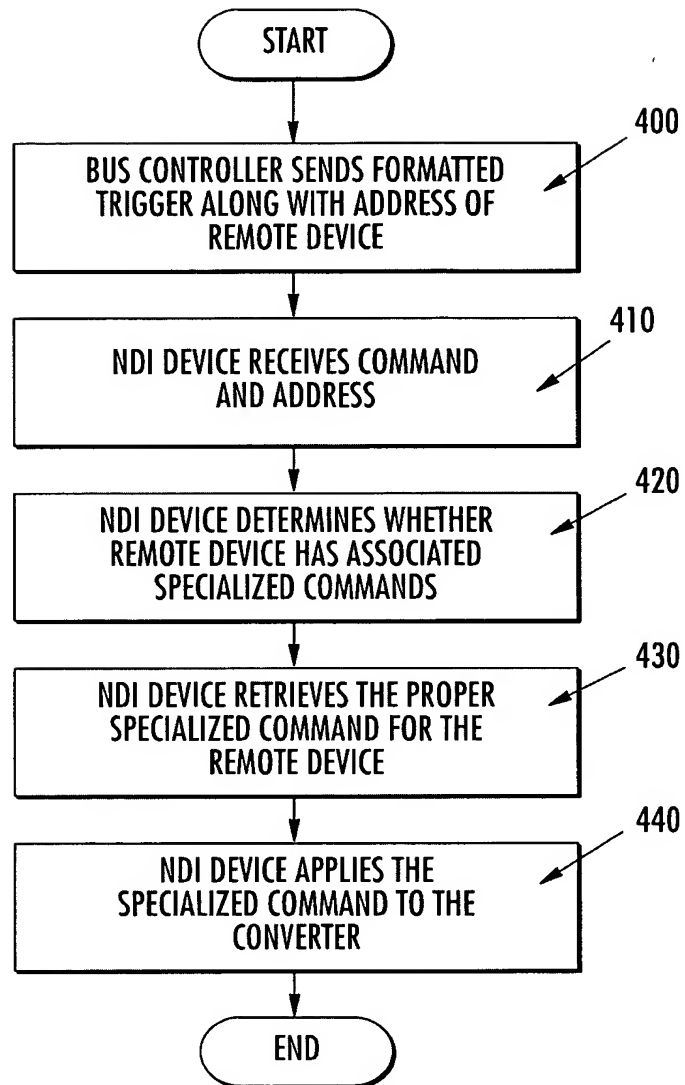 START
400
BUS CONTROLLER SENDS FORMATTED
TRIGGER ALONG WITH ADDRESS OF
REMOTE DEVICE
410
NDI DEVICE RECEIVES COMMAND
AND ADDRESS
420
NDI DEVICE DETERMINES WHETHER
REMOTE DEVICE HAS ASSOCIATED
SPECIALIZED COMMANDS
430
NDI DEVICE RETRIEVES THE PROPER
SPECIALIZED COMMAND FOR THE
REMOTE DEVICE
440
NDI DEVICE APPLIES THE
SPECIALIZED COMMAND TO THE
CONVERTER
END